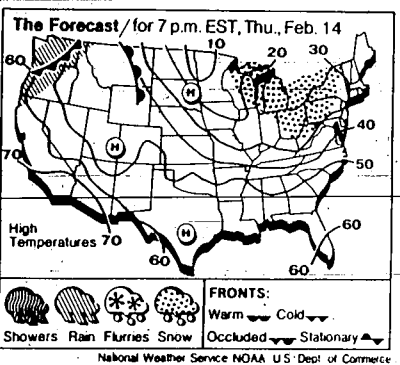 The Forecast / for 7 p.m. EST, Thu., Feb. 14
10
20
30
60
H
40
H
70
50
H
High
Temperatures
70
60
60
60
FRONTS:
Warm Cold
Showers Rain Flurries Snow
Occluded Stationary
National Weather Service NOAA U S Dept of Commerce